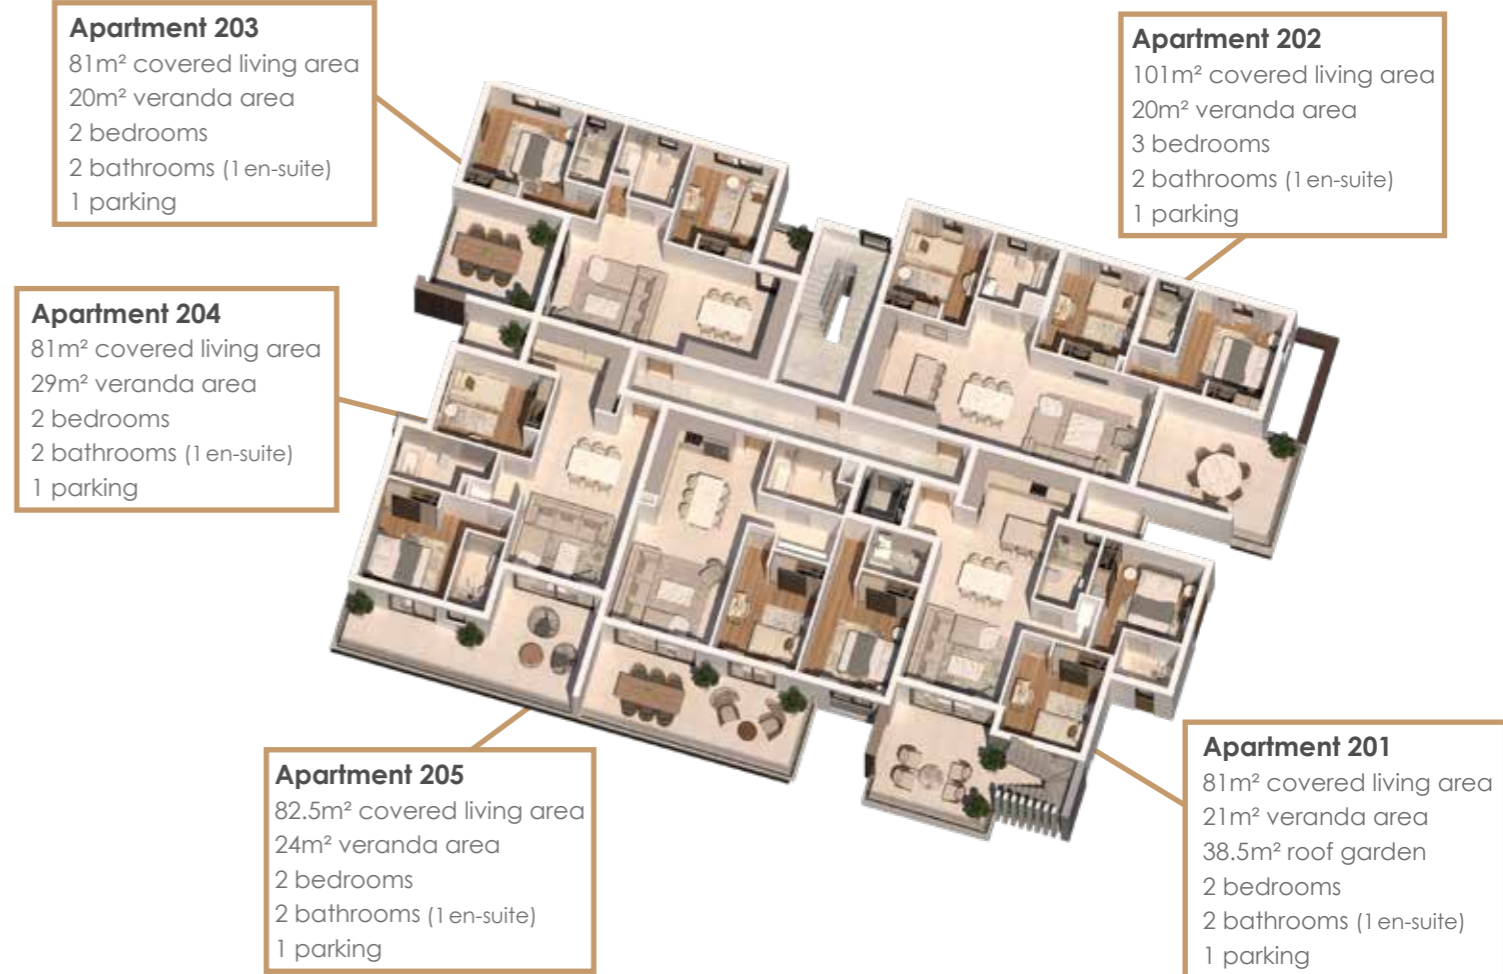 Apartment 203
81m² covered living area
20m² veranda area
2 bedrooms
2 bathrooms (1 en-suite)
1 parking
Apartment 202
101m² covered living area
20m² veranda area
3 bedrooms
2 bathrooms (1 en-suite)
1 parking
Apartment 204
81m² covered living area
29m² veranda area
2 bedrooms
2 bathrooms (1 en-suite)
1 parking
Apartment 205
82.5m² covered living area
24m² veranda area
2 bedrooms
2 bathrooms (1 en-suite)
1 parking
Apartment 201
81m² covered living area
21m² veranda area
38.5m² roof garden
2 bedrooms
2 bathrooms (1 en-suite)
1 parking